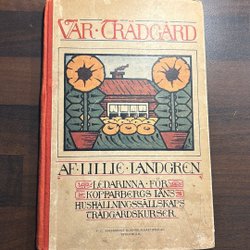 VÅR · TRÄDGÅRD
AF LILLIE LANDGREN
LEDARINNA FÖR
KOPPARBERGS LÄNS
HUSHÅLLNINGSSÄLLSKAPS
TRÄDGÅRDSKURSER